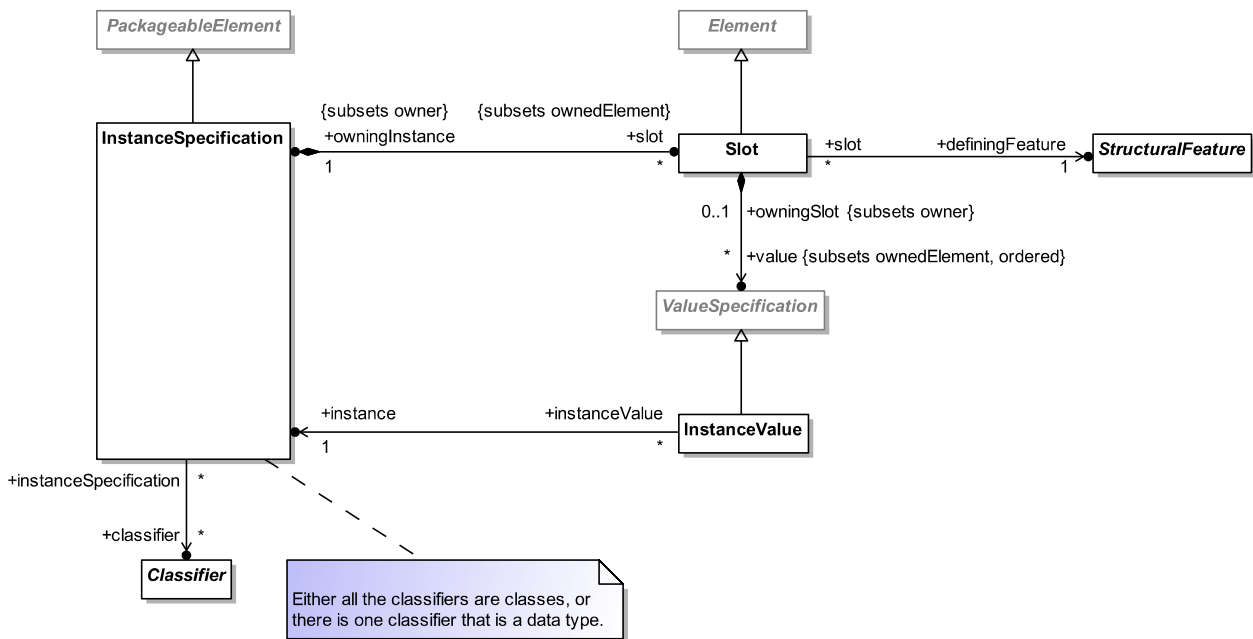 PackageableElement
Element
{subsets owner}
{subsets ownedElement}
InstanceSpecification
+owningInstance
+slot
1
*
Slot
+slot
*
+definingFeature
1
StructuralFeature
0..1
+owningSlot {subsets owner}
*
+value {subsets ownedElement, ordered}
ValueSpecification
+instance
+instanceValue
1
*
InstanceValue
+instanceSpecification
*
+classifier
*
Classifier
Either all the classifiers are classes, or
there is one classifier that is a data type.